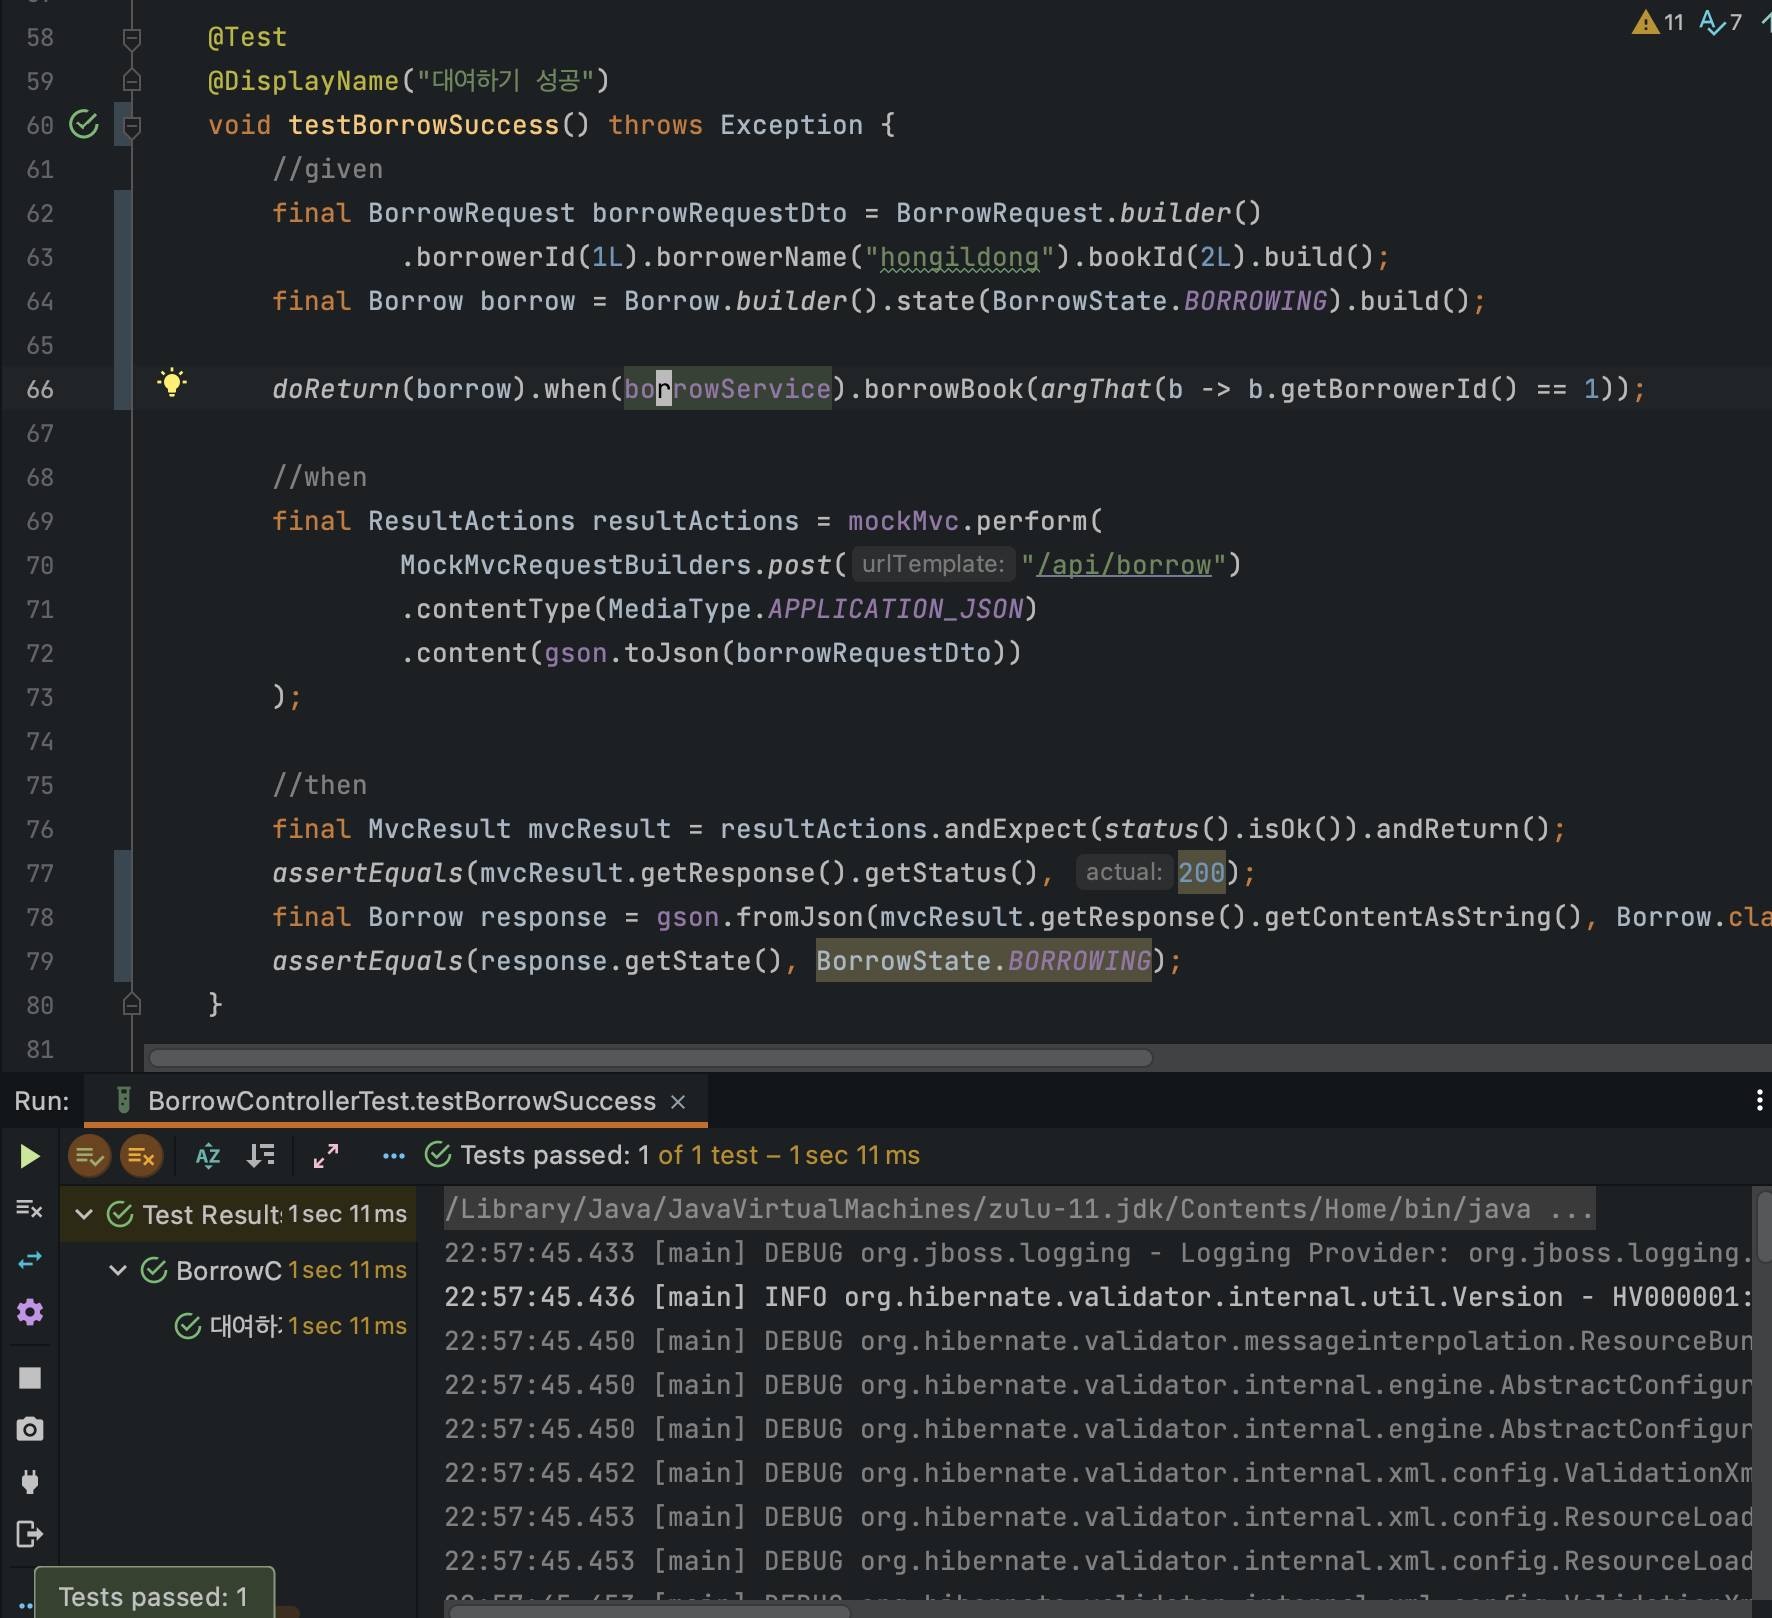 58 @Test
59 @DisplayName("대여하기 성공")
60 void testBorrowSuccess() throws Exception {
61 //given
62 final BorrowRequest borrowRequestDto = BorrowRequest.builder()
63 .borrowerId(1L).borrowerName("hongildong").bookId(2L).build();
64 final Borrow borrow = Borrow.builder().state(BorrowState.BORROWING).build();
65
66 doReturn(borrow).when(borrowService).borrowBook(argThat(b -> b.getBorrowerId() == 1));
67
68 //when
69 final ResultActions resultActions = mockMvc.perform(
70 MockMvcRequestBuilders.post( urlTemplate: "/api/borrow")
71 .contentType(MediaType.APPLICATION_JSON)
72 .content(gson.toJson(borrowRequestDto))
73 );
74
75 //then
76 final MvcResult mvcResult = resultActions.andExpect(status().isOk()).andReturn();
77 assertEquals(mvcResult.getResponse().getStatus(), actual: 200);
78 final Borrow response = gson.fromJson(mvcResult.getResponse().getContentAsString(), Borrow.cla
79 assertEquals(response.getState(), BorrowState.BORROWING);
80 }
81
11 7
Run: BorrowControllerTest.testBorrowSuccess ×
Tests passed: 1 of 1 test – 1 sec 11 ms
Test Results 1 sec 11 ms
BorrowC 1 sec 11 ms
대여하 1 sec 11 ms
/Library/Java/JavaVirtualMachines/zulu-11.jdk/Contents/Home/bin/java ...
22:57:45.433 [main] DEBUG org.jboss.logging - Logging Provider: org.jboss.logging.
22:57:45.436 [main] INFO org.hibernate.validator.internal.util.Version - HV000001:
22:57:45.450 [main] DEBUG org.hibernate.validator.messageinterpolation.ResourceBun
22:57:45.450 [main] DEBUG org.hibernate.validator.internal.engine.AbstractConfigur
22:57:45.450 [main] DEBUG org.hibernate.validator.internal.engine.AbstractConfigur
22:57:45.452 [main] DEBUG org.hibernate.validator.internal.xml.config.ValidationXm
22:57:45.453 [main] DEBUG org.hibernate.validator.internal.xml.config.ResourceLoad
22:57:45.453 [main] DEBUG org.hibernate.validator.internal.xml.config.ResourceLoad
Tests passed: 1